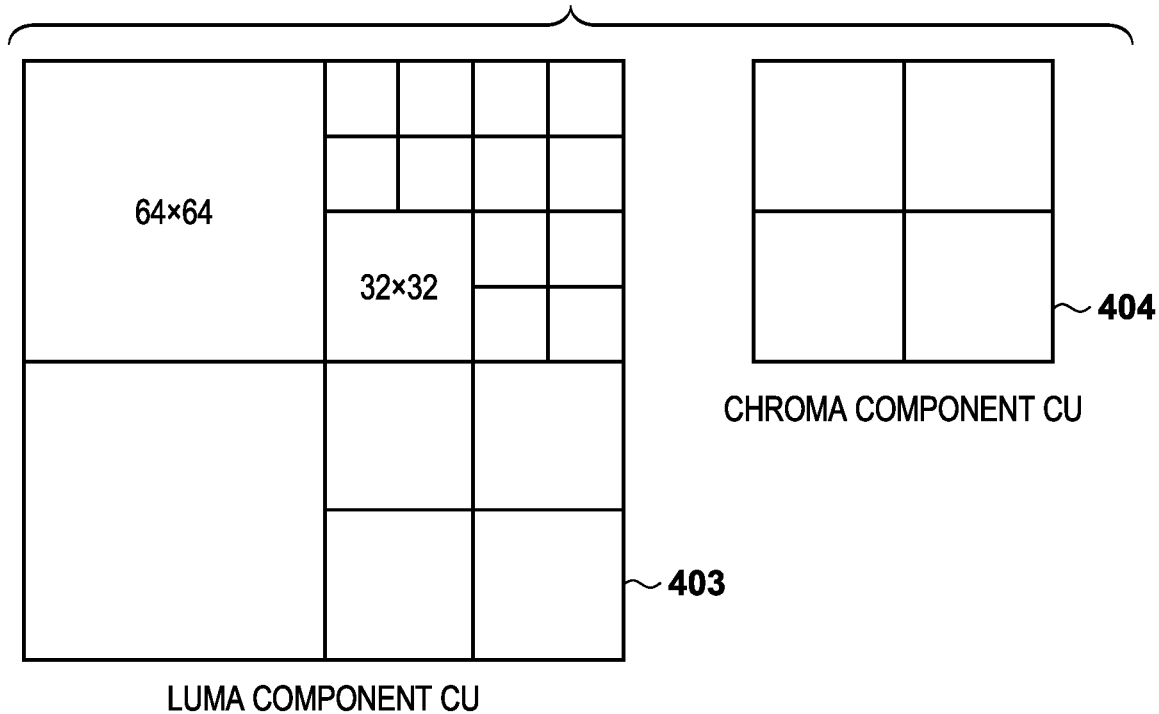 64×64
32×32
404
CHROMA COMPONENT CU
403
LUMA COMPONENT CU